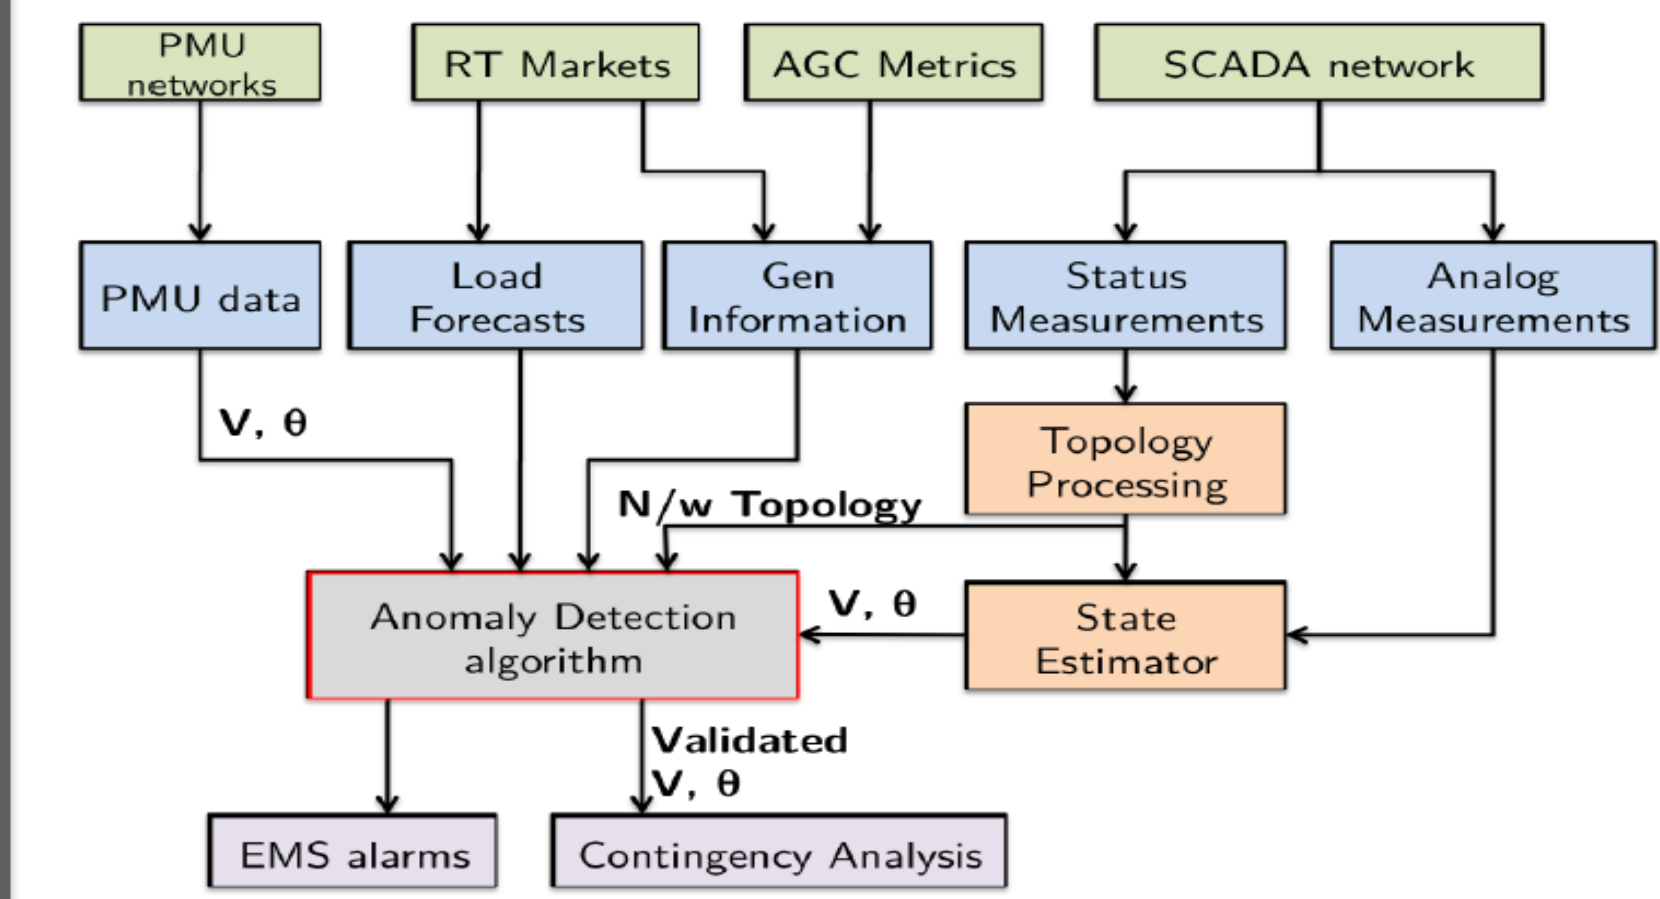 PMU
networks
RT Markets
AGC Metrics
SCADA network
PMU data
Load
Forecasts
Gen
Information
Status
Measurements
Analog
Measurements
V, θ
Topology
Processing
N/w Topology
Anomaly Detection
algorithm
V, θ
State
Estimator
Validated
V, θ
EMS alarms
Contingency Analysis